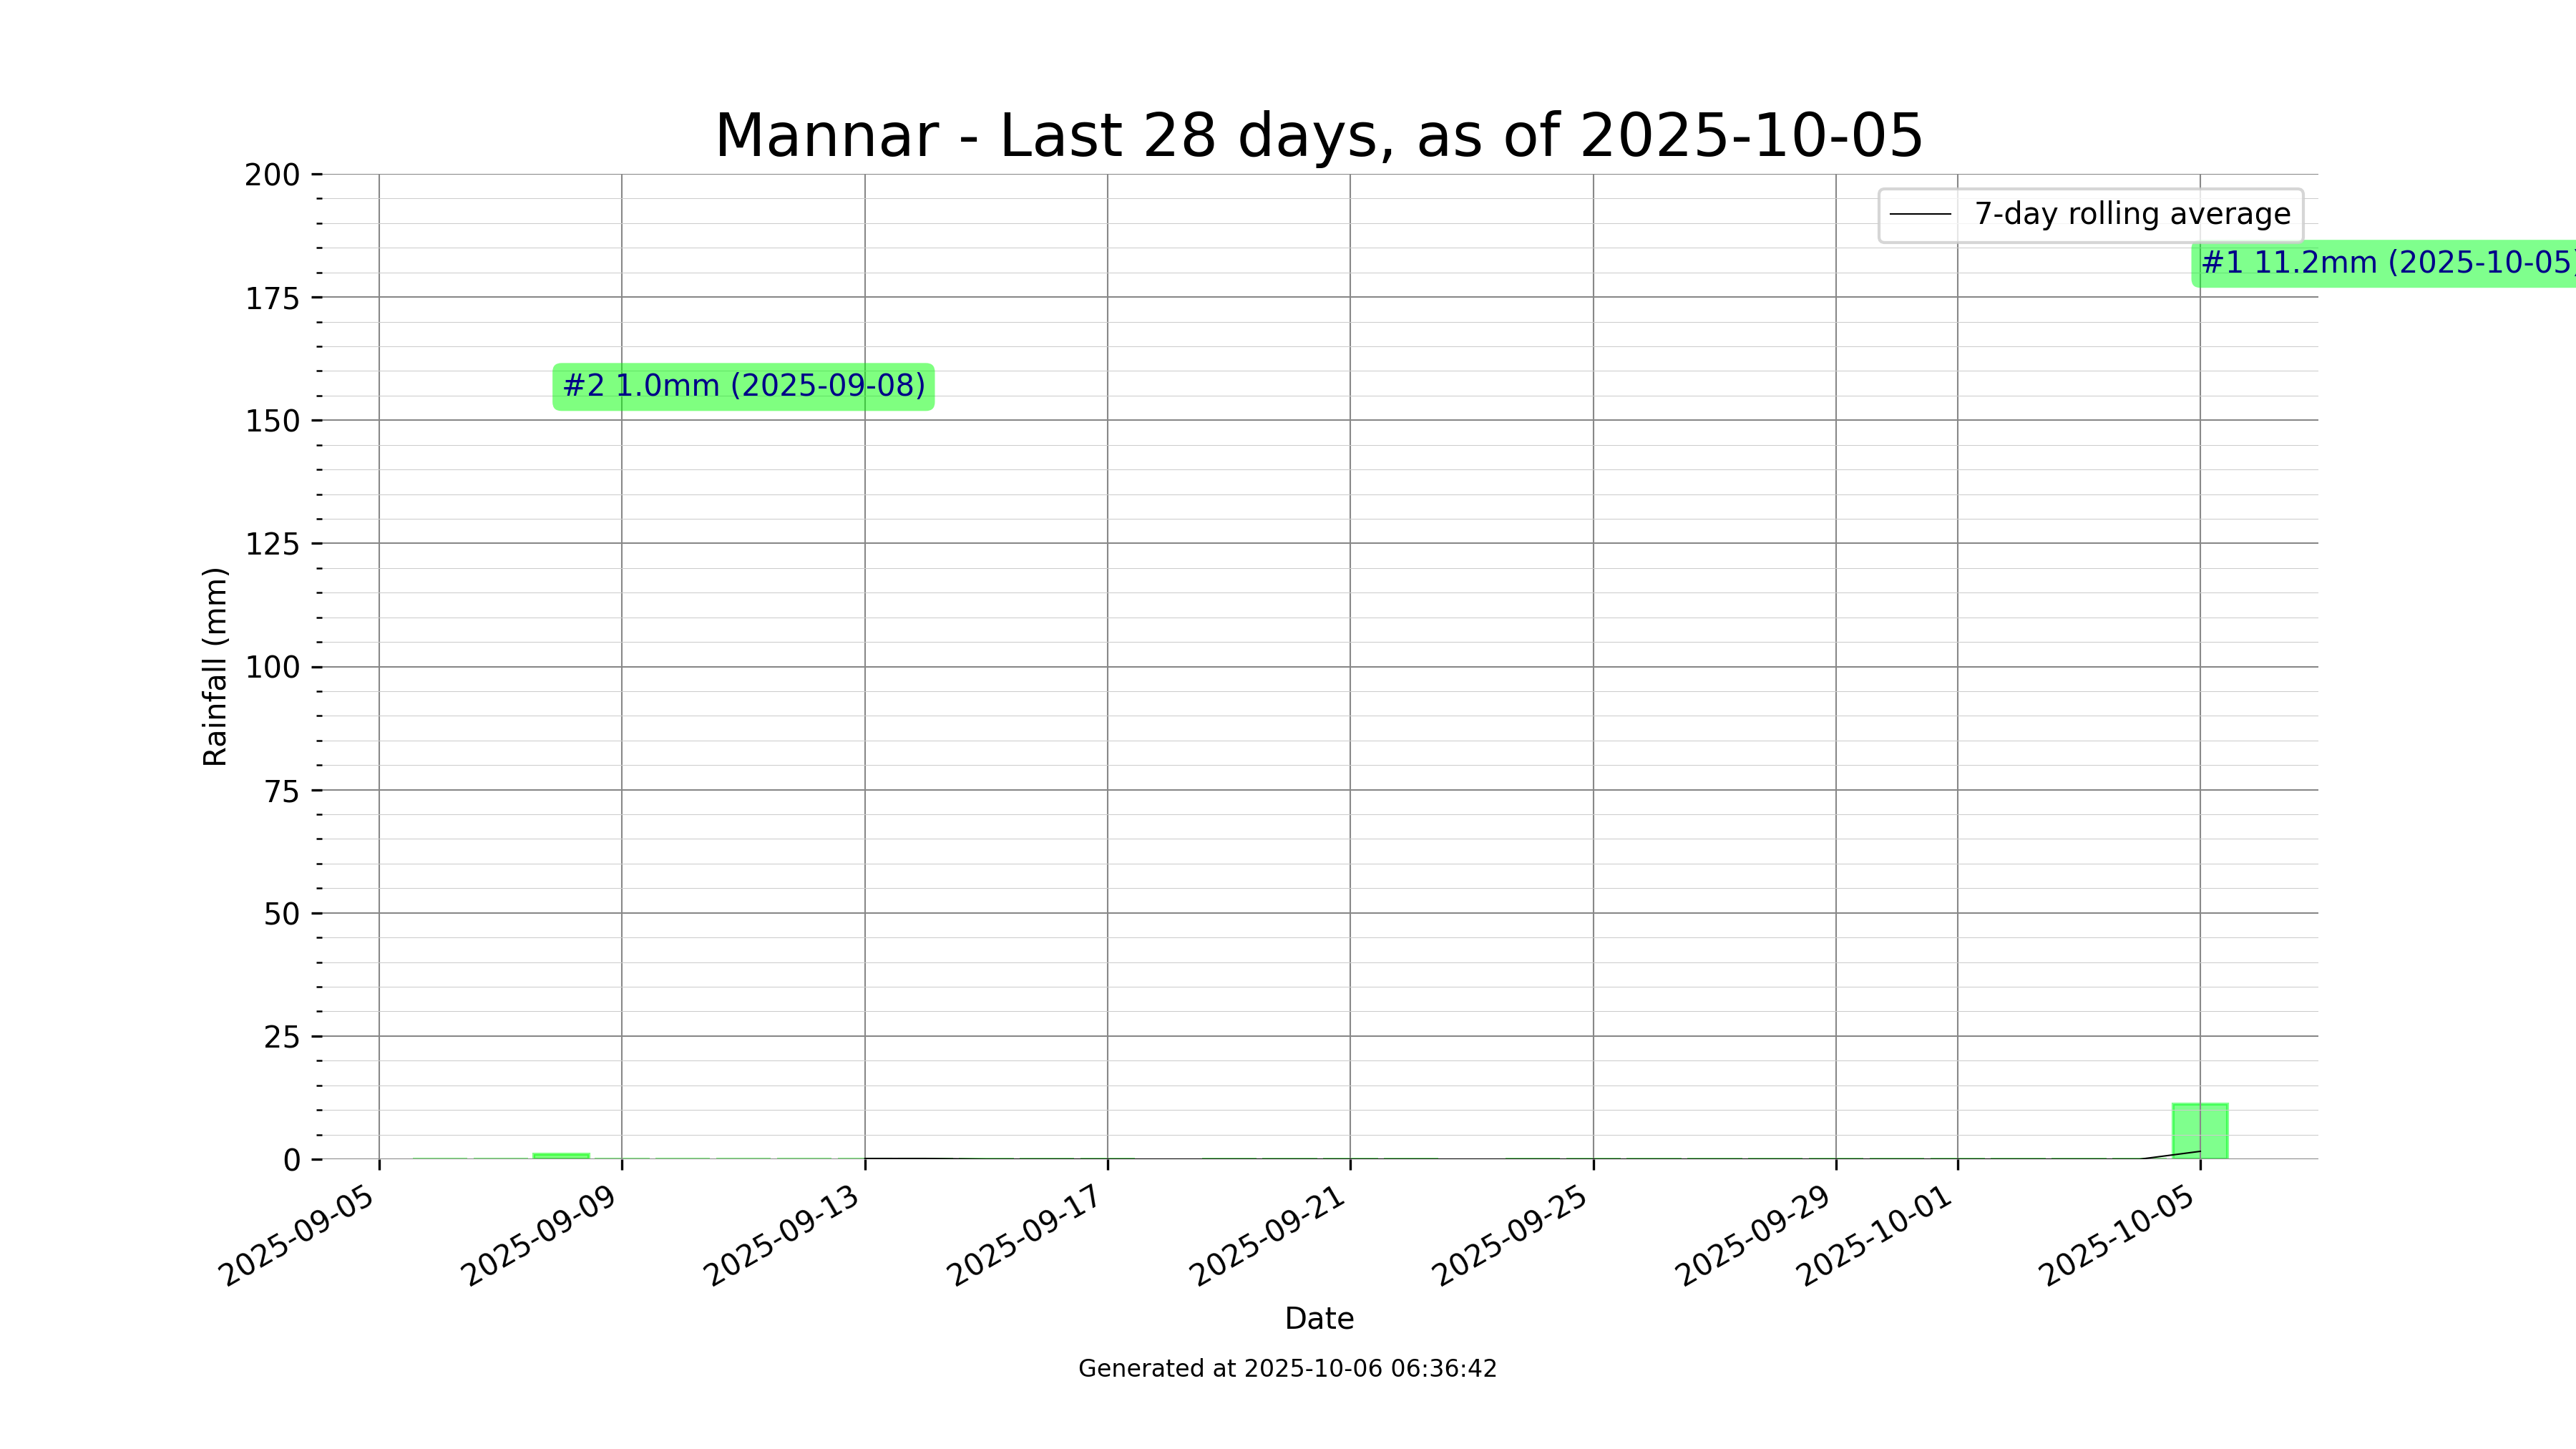 Mannar - Last 28 days, as of 2025-10-05
200
175
150
125
100
75
50
25
0
Rainfall (mm)
7-day rolling average
#1 11.2mm (2025-10-05)
#2 1.0mm (2025-09-08)
2025-09-05
2025-09-09
2025-09-13
2025-09-17
2025-09-21
2025-09-25
2025-09-29
2025-10-01
2025-10-05
Date
Generated at 2025-10-06 06:36:42